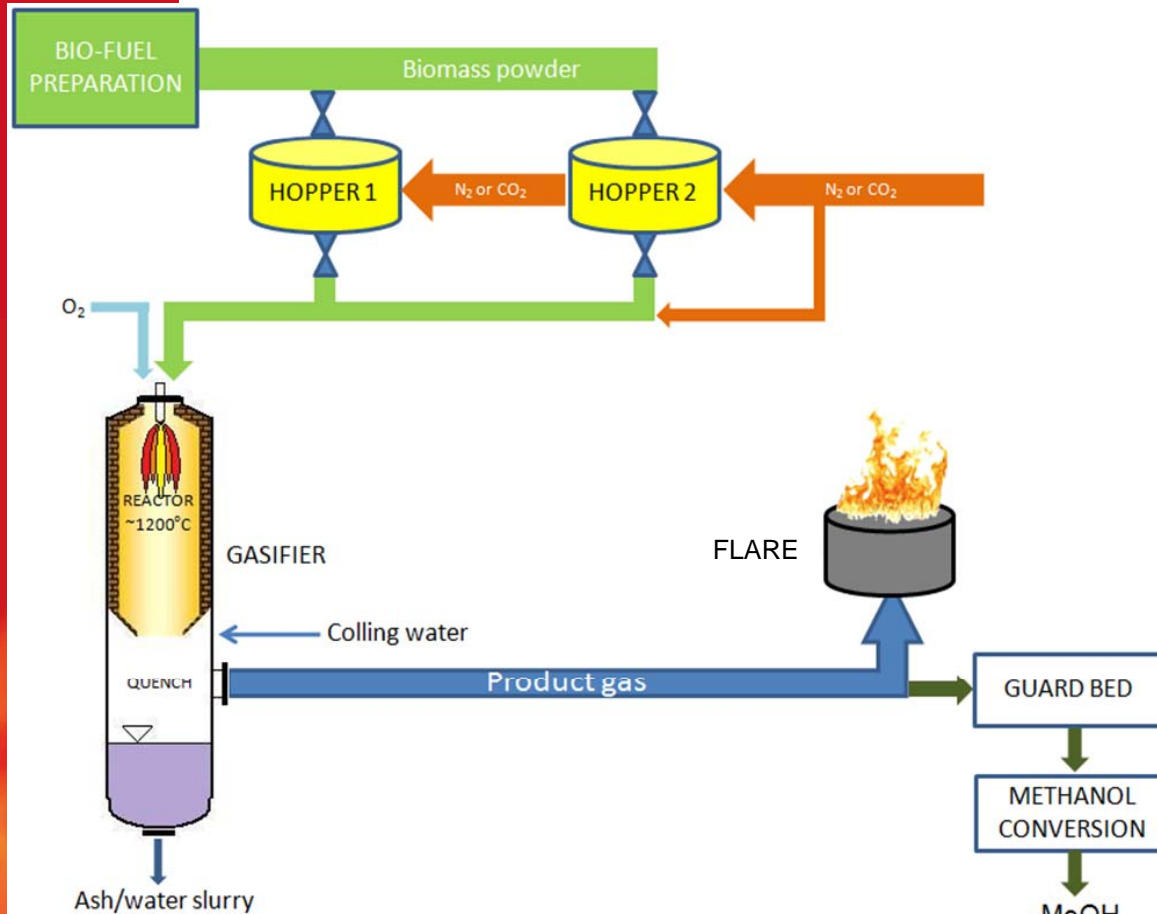 BIO-FUEL
PREPARATION
Biomass powder
HOPPER 1
N₂ or CO₂
HOPPER 2
N₂ or CO₂
O₂
REACTOR
~1200°C
GASIFIER
FLARE
Colling water
QUENCH
Product gas
GUARD BED
METHANOL
CONVERSION
Ash/water slurry
MeOH